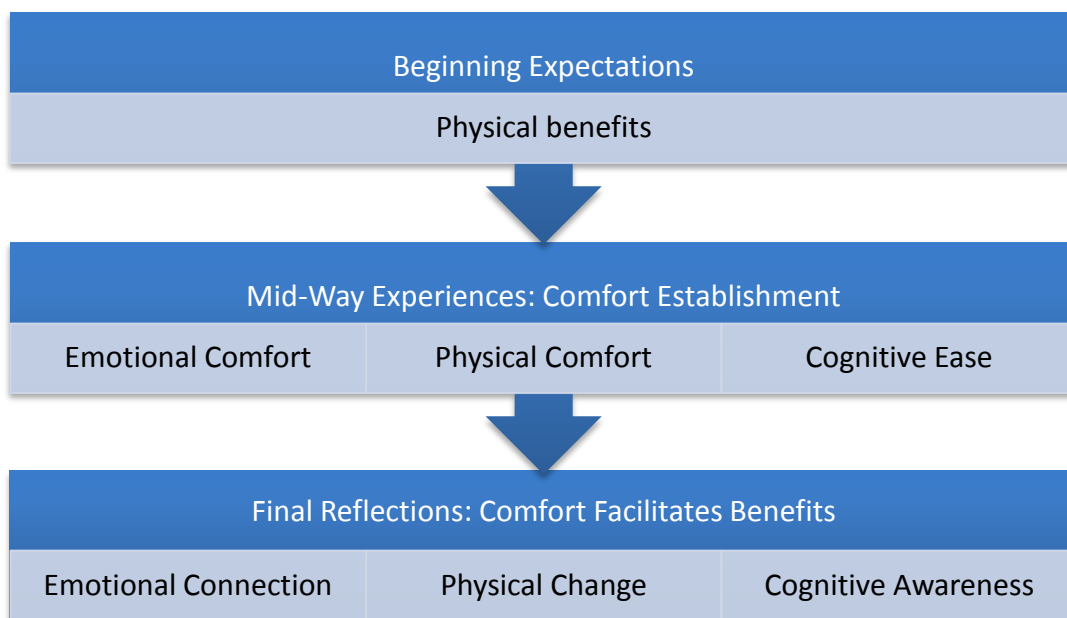 Beginning Expectations
Physical benefits
Mid-Way Experiences: Comfort Establishment
Emotional Comfort
Physical Comfort
Cognitive Ease
Final Reflections: Comfort Facilitates Benefits
Emotional Connection
Physical Change
Cognitive Awareness